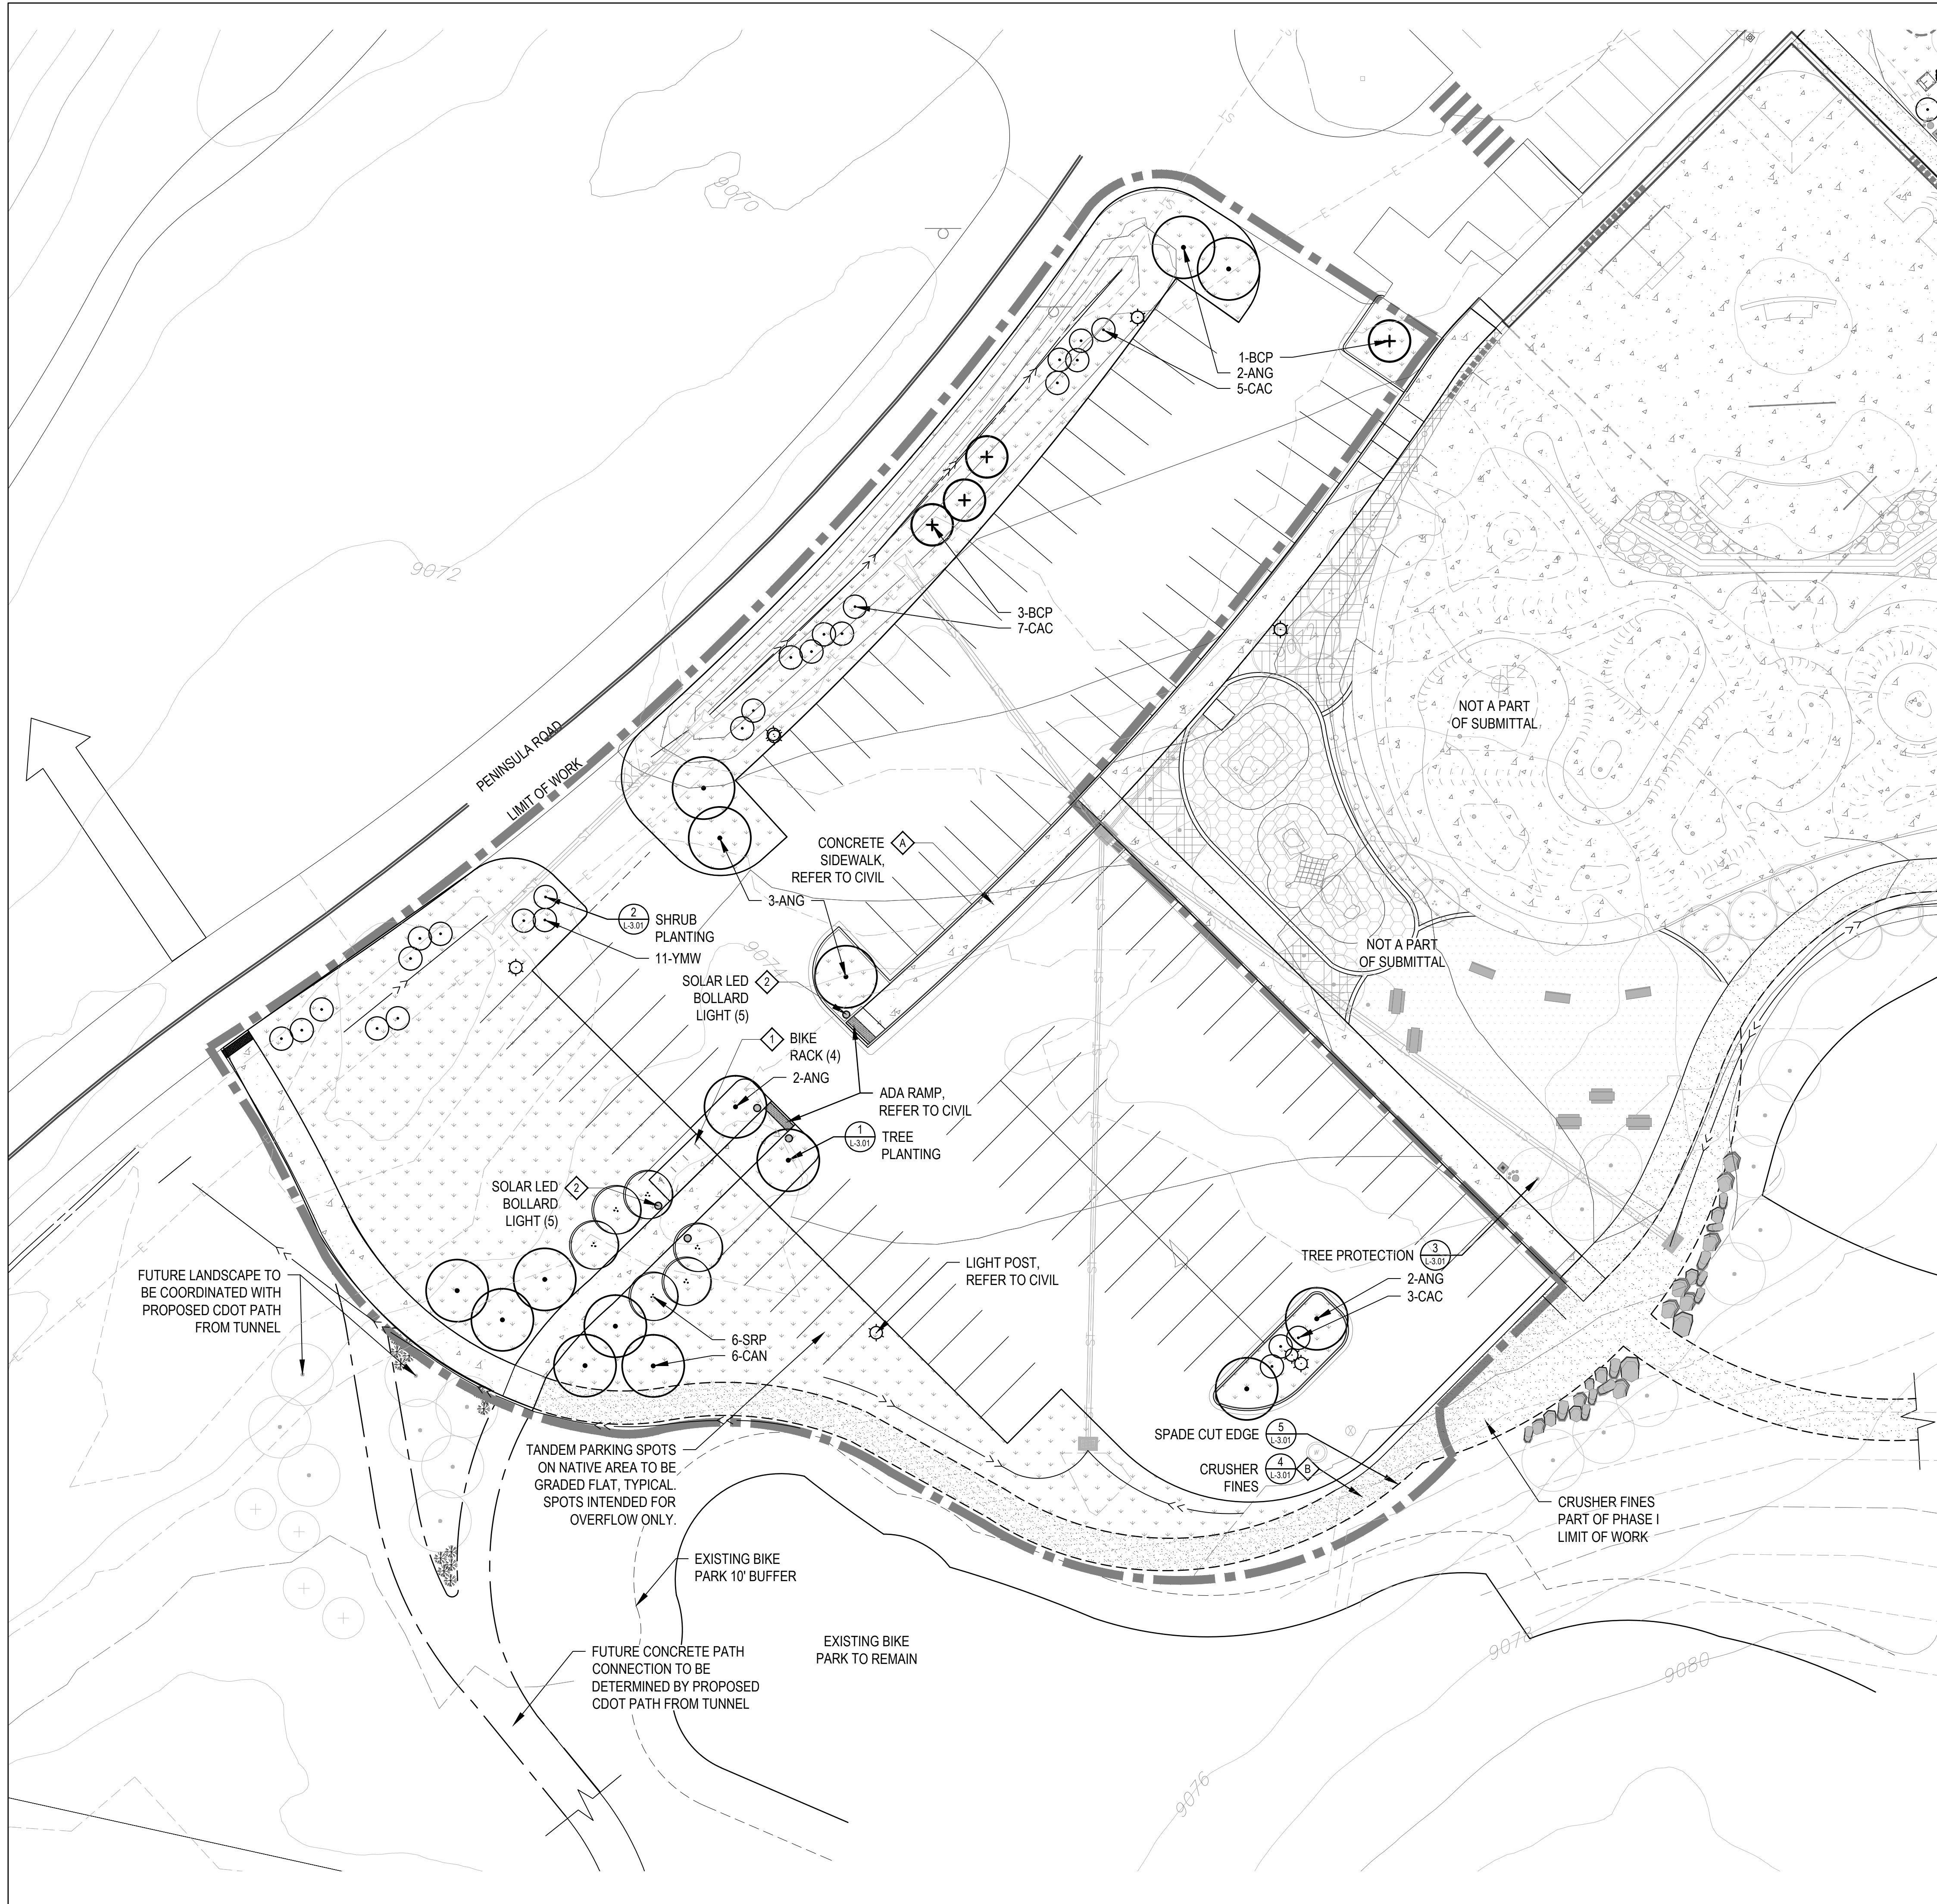 9070
1-BCP
2-ANG
5-CAC
9072
3-BCP
7-CAC
PENINSULA ROAD
LIMIT OF WORK
NOT A PART
OF SUBMITTAL
CONCRETE
SIDEWALK,
REFER TO CIVIL
A
3-ANG
2
L-3.01
SHRUB
PLANTING
11-YMW
NOT A PART
OF SUBMITTAL
SOLAR LED
BOLLARD
LIGHT (5)
2
1
BIKE
RACK (4)
2-ANG
ADA RAMP,
REFER TO CIVIL
1
L-3.01
TREE
PLANTING
SOLAR LED
BOLLARD
LIGHT (5)
2
LIGHT POST,
REFER TO CIVIL
TREE PROTECTION
3
L-3.01
2-ANG
3-CAC
FUTURE LANDSCAPE TO
BE COORDINATED WITH
PROPOSED CDOT PATH
FROM TUNNEL
6-SRP
6-CAN
TANDEM PARKING SPOTS
ON NATIVE AREA TO BE
GRADED FLAT, TYPICAL.
SPOTS INTENDED FOR
OVERFLOW ONLY.
SPADE CUT EDGE
5
L-3.01
CRUSHER
FINES
4
L-3.01
B
CRUSHER FINES
PART OF PHASE I
LIMIT OF WORK
EXISTING BIKE
PARK 10' BUFFER
EXISTING BIKE
PARK TO REMAIN
FUTURE CONCRETE PATH
CONNECTION TO BE
DETERMINED BY PROPOSED
CDOT PATH FROM TUNNEL
9078
9080
9076